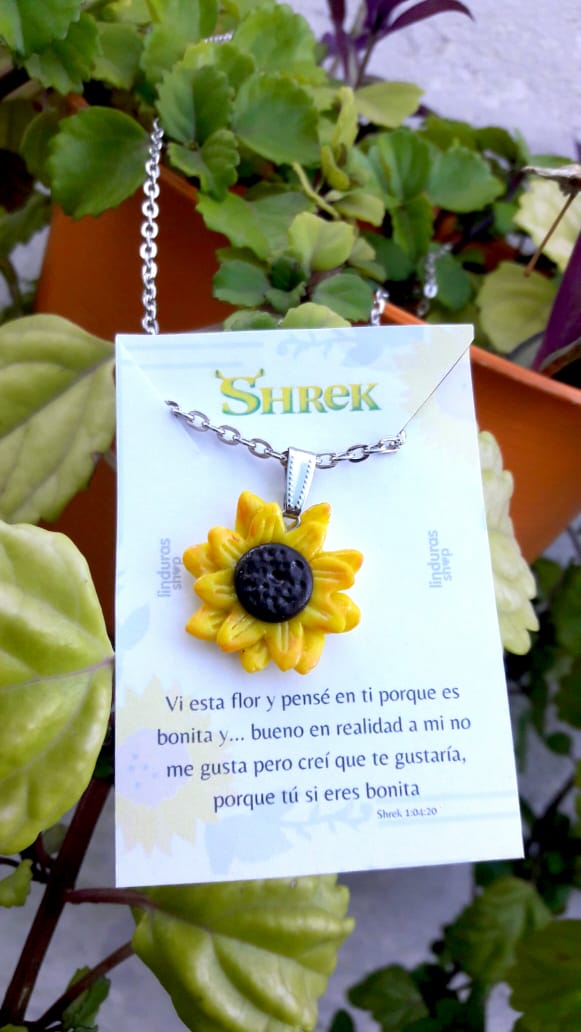 SHREK
linduras
shop
linduras
shop
Vi esta flor y pensé en ti porque es
bonita y... bueno en realidad a mi no
me gusta pero creí que te gustaría,
porque tú si eres bonita
Shrek 1:04:20